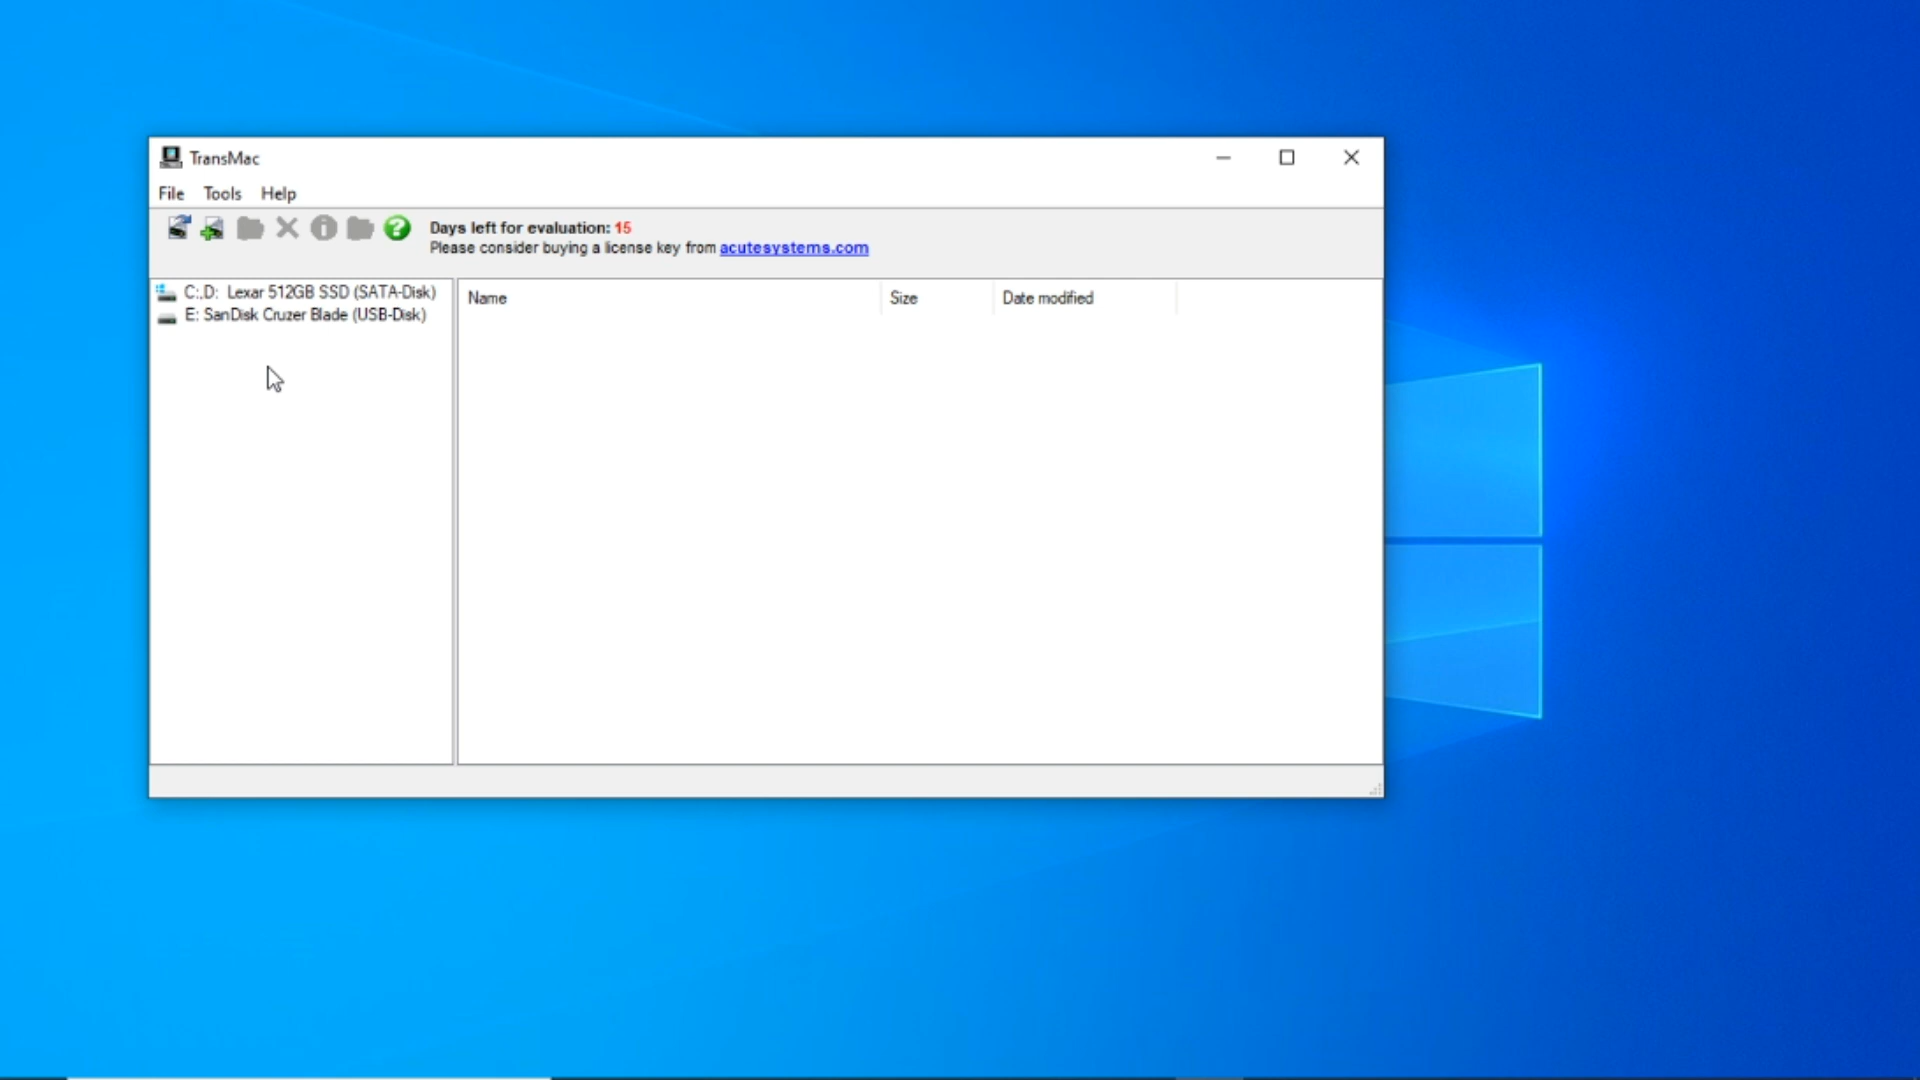 TransMac
File Tools Help
Days left for evaluation: 15
Please consider buying a license key from acutesystems.com
C:,D: Lexar 512GB SSD (SATA-Disk)
E: SanDisk Cruzer Blade (USB-Disk)
Name Size Date modified